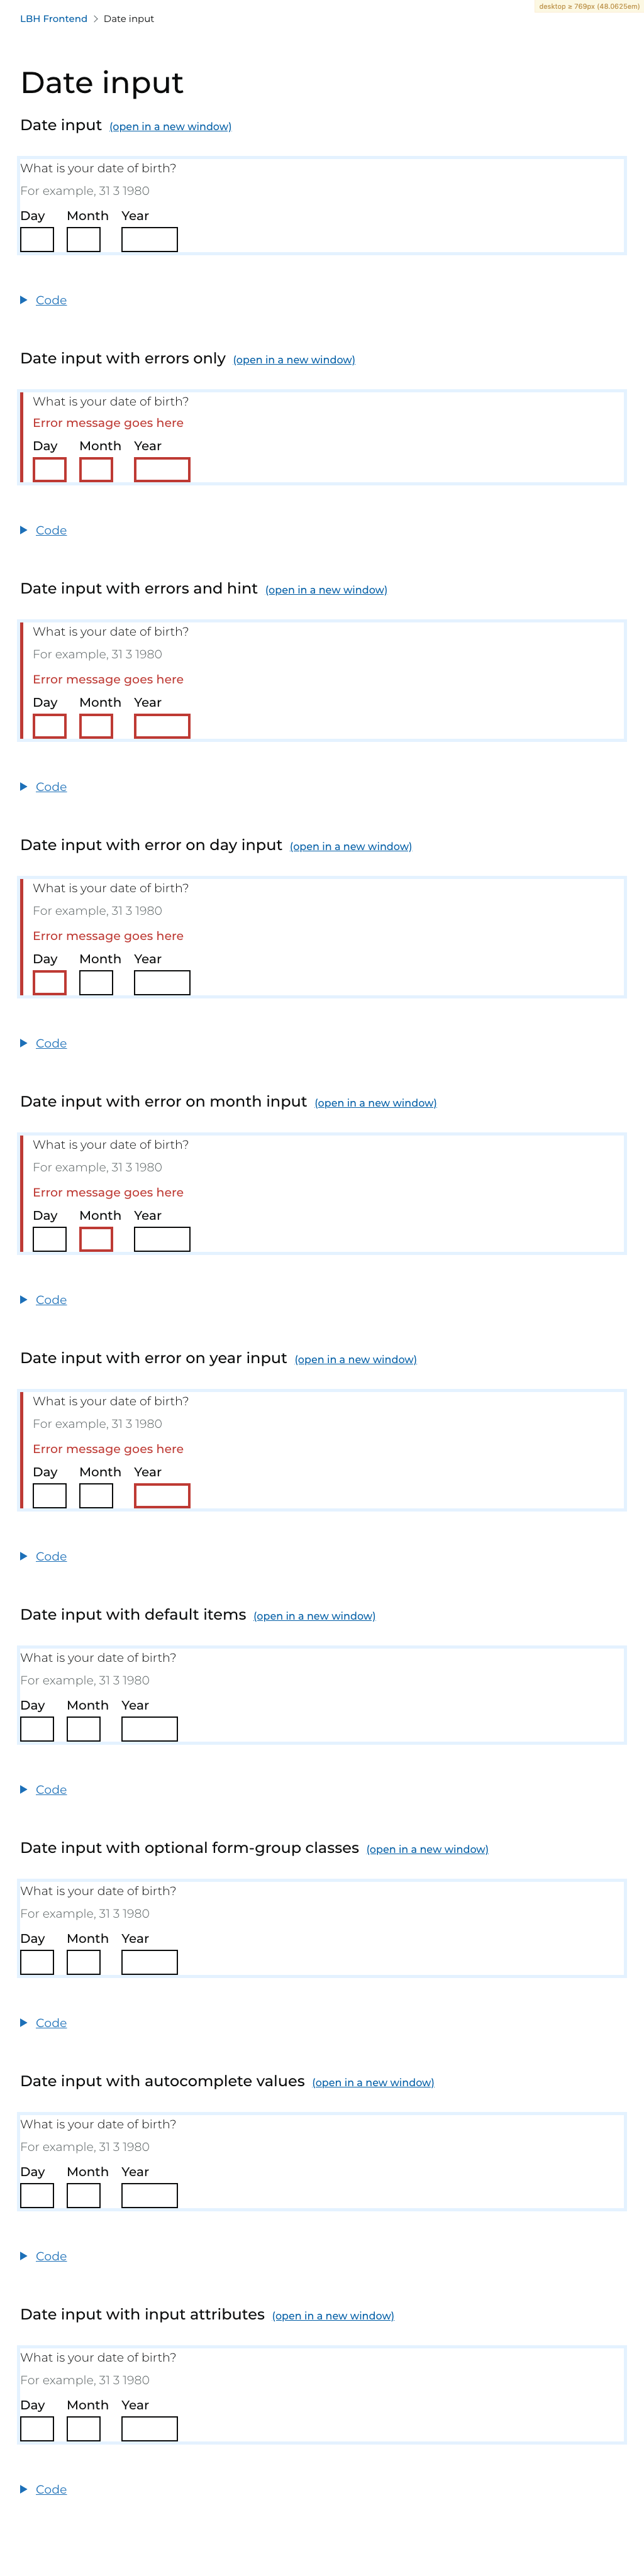 desktop ≥ 769px (48.0625em)
LBH Frontend > Date input
Date input
Date input (open in a new window)
What is your date of birth?
For example, 31 3 1980
Day Month Year
Code
Date input with errors only (open in a new window)
What is your date of birth?
Error message goes here
Day Month Year
Code
Date input with errors and hint (open in a new window)
What is your date of birth?
For example, 31 3 1980
Error message goes here
Day Month Year
Code
Date input with error on day input (open in a new window)
What is your date of birth?
For example, 31 3 1980
Error message goes here
Day Month Year
Code
Date input with error on month input (open in a new window)
What is your date of birth?
For example, 31 3 1980
Error message goes here
Day Month Year
Code
Date input with error on year input (open in a new window)
What is your date of birth?
For example, 31 3 1980
Error message goes here
Day Month Year
Code
Date input with default items (open in a new window)
What is your date of birth?
For example, 31 3 1980
Day Month Year
Code
Date input with optional form-group classes (open in a new window)
What is your date of birth?
For example, 31 3 1980
Day Month Year
Code
Date input with autocomplete values (open in a new window)
What is your date of birth?
For example, 31 3 1980
Day Month Year
Code
Date input with input attributes (open in a new window)
What is your date of birth?
For example, 31 3 1980
Day Month Year
Code